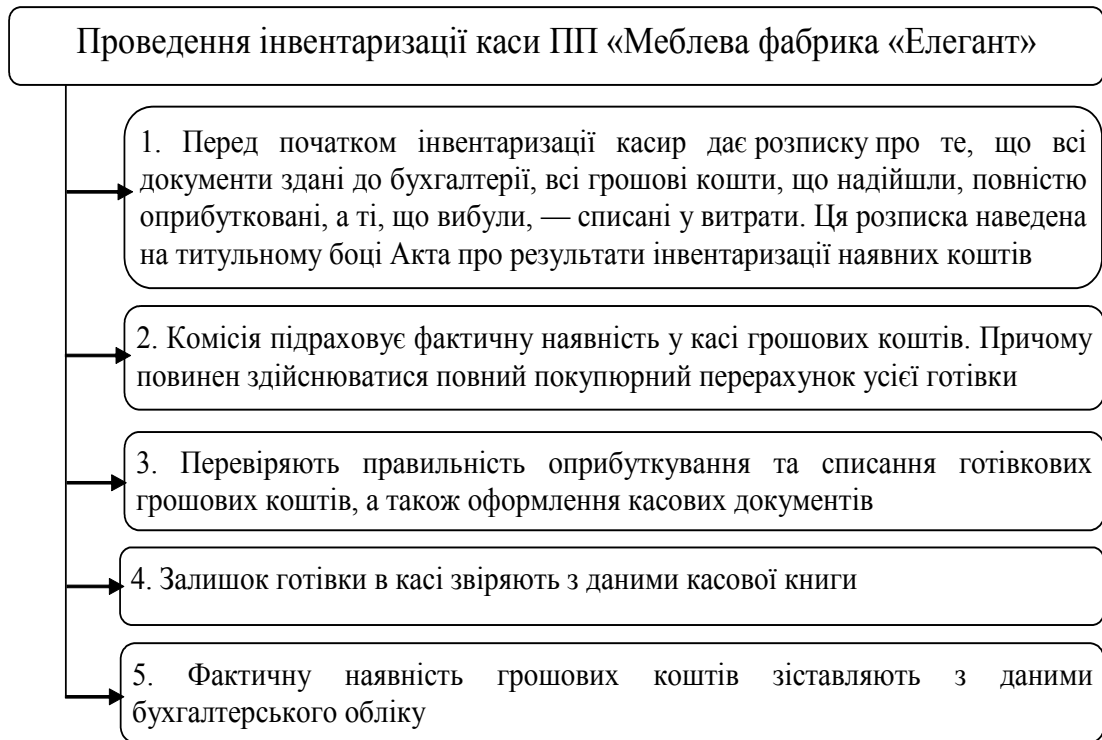 Проведення інвентаризації каси ПП «Меблева фабрика «Елегант»
1. Перед початком інвентаризації касир дає розписку про те, що всі
документи здані до бухгалтерії, всі грошові кошти, що надійшли, повністю
оприбутковані, а ті, що вибули, — списані у витрати. Ця розписка наведена
на титульному боці Акта про результати інвентаризації наявних коштів
2. Комісія підраховує фактичну наявність у касі грошових коштів. Причому
повинен здійснюватися повний покупюрний перерахунок усієї готівки
3. Перевіряють правильність оприбуткування та списання готівкових
грошових коштів, а також оформлення касових документів
4. Залишок готівки в касі звіряють з даними касової книги
5. Фактичну наявність грошових коштів зіставляють з даними
бухгалтерського обліку